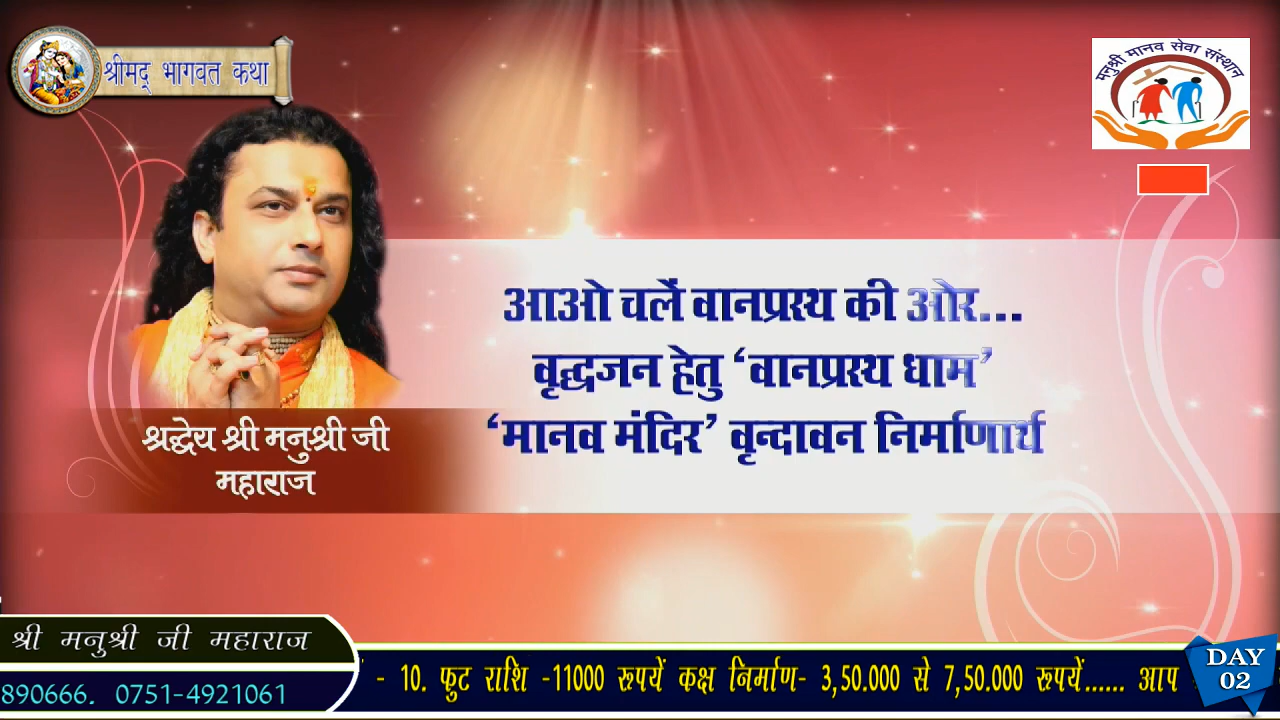 श्रीमद् भागवत कथा
मनुश्री मानव सेवा संस्थान
आओ चलें वानप्रस्थ की ओर...
वृद्धजन हेतु ‘वानप्रस्थ धाम’
‘मानव मंदिर’ वृन्दावन निर्माणार्थ
श्रद्धेय श्री मनुश्री जी
महाराज
श्री मनुश्री जी महाराज
- 10. फुट राशि -11000 रूपयें कक्ष निर्माण- 3,50.000 से 7,50.000 रूपयें...... आप
890666. 0751-4921061
DAY
02